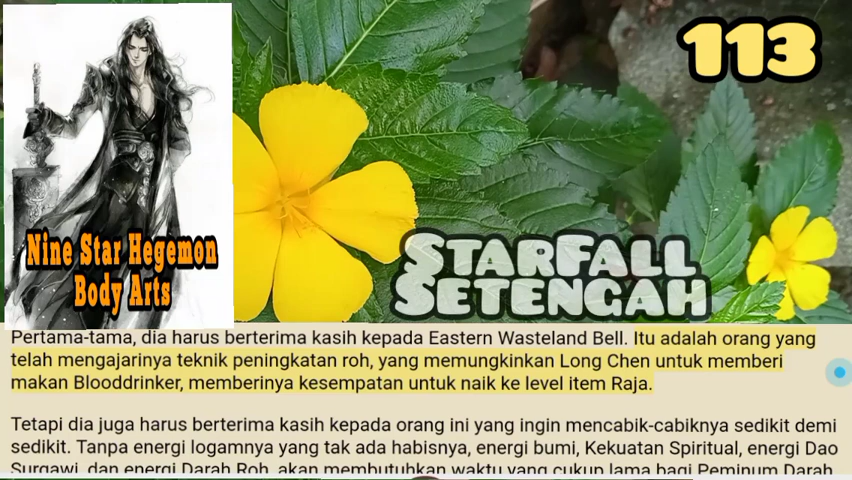 113
Nine Star Hegemon
Body Arts
StarFall
Setengah
Pertama-tama, dia harus berterima kasih kepada Eastern Wasteland Bell. Itu adalah orang yang
telah mengajarinya teknik peningkatan roh, yang memungkinkan Long Chen untuk memberi
makan Blooddrinker, memberinya kesempatan untuk naik ke level item Raja.
Tetapi dia juga harus berterima kasih kepada orang ini yang ingin mencabik-cabiknya sedikit demi
sedikit. Tanpa energi logamnya yang tak ada habisnya, energi bumi, Kekuatan Spiritual, energi Dao
Surgawi, dan energi Darah Roh, akan membutuhkan waktu yang cukup lama bagi Peminum Darah